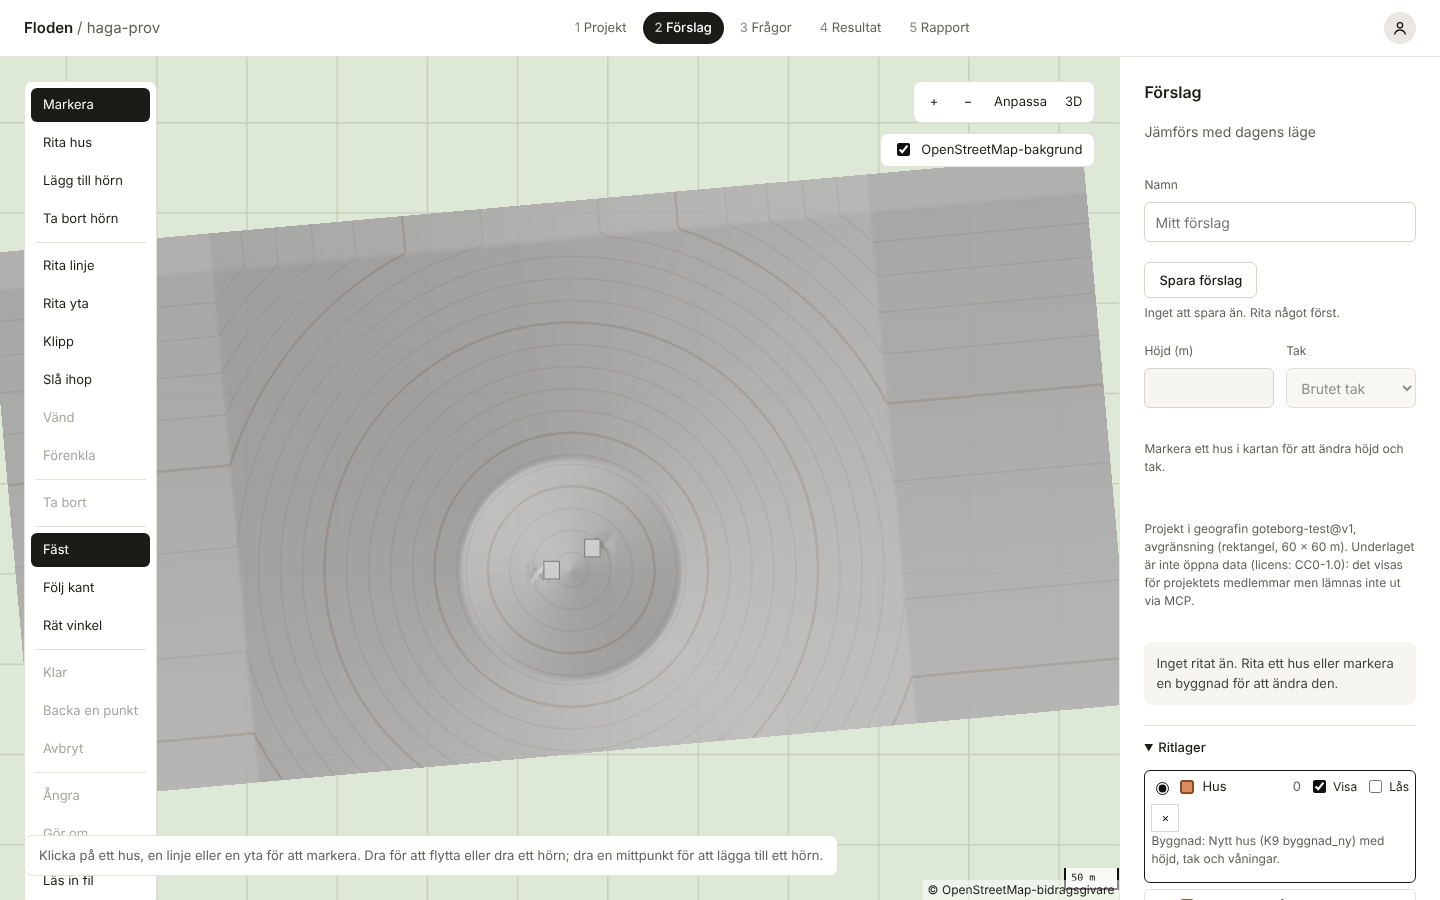 Floden / haga-prov
1 Projekt
2 Förslag
3 Frågor
4 Resultat
5 Rapport
Markera
Rita hus
Lägg till hörn
Ta bort hörn
Rita linje
Rita yta
Klipp
Slå ihop
Vänd
Förenkla
Ta bort
Fäst
Följ kant
Rät vinkel
Klar
Backa en punkt
Avbryt
Ångra
Gör om
Läs in fil
+ − Anpassa 3D
OpenStreetMap-bakgrund
Klicka på ett hus, en linje eller en yta för att markera. Dra för att flytta eller dra ett hörn; dra en mittpunkt för att lägga till ett hörn.
50 m
© OpenStreetMap-bidragsgivare
Förslag
Jämförs med dagens läge
Namn
Mitt förslag
Spara förslag
Inget att spara än. Rita något först.
Höjd (m) Tak
Brutet tak
Markera ett hus i kartan för att ändra höjd och
tak.
Projekt i geografin goteborg-test@v1,
avgränsning (rektangel, 60 × 60 m). Underlaget
är inte öppna data (licens: CC0-1.0): det visas
för projektets medlemmar men lämnas inte ut
via MCP.
Inget ritat än. Rita ett hus eller markera
en byggnad för att ändra den.
▼ Ritlager
Hus 0 Visa Lås
×
Byggnad: Nytt hus (K9 byggnad_ny) med
höjd, tak och våningar.